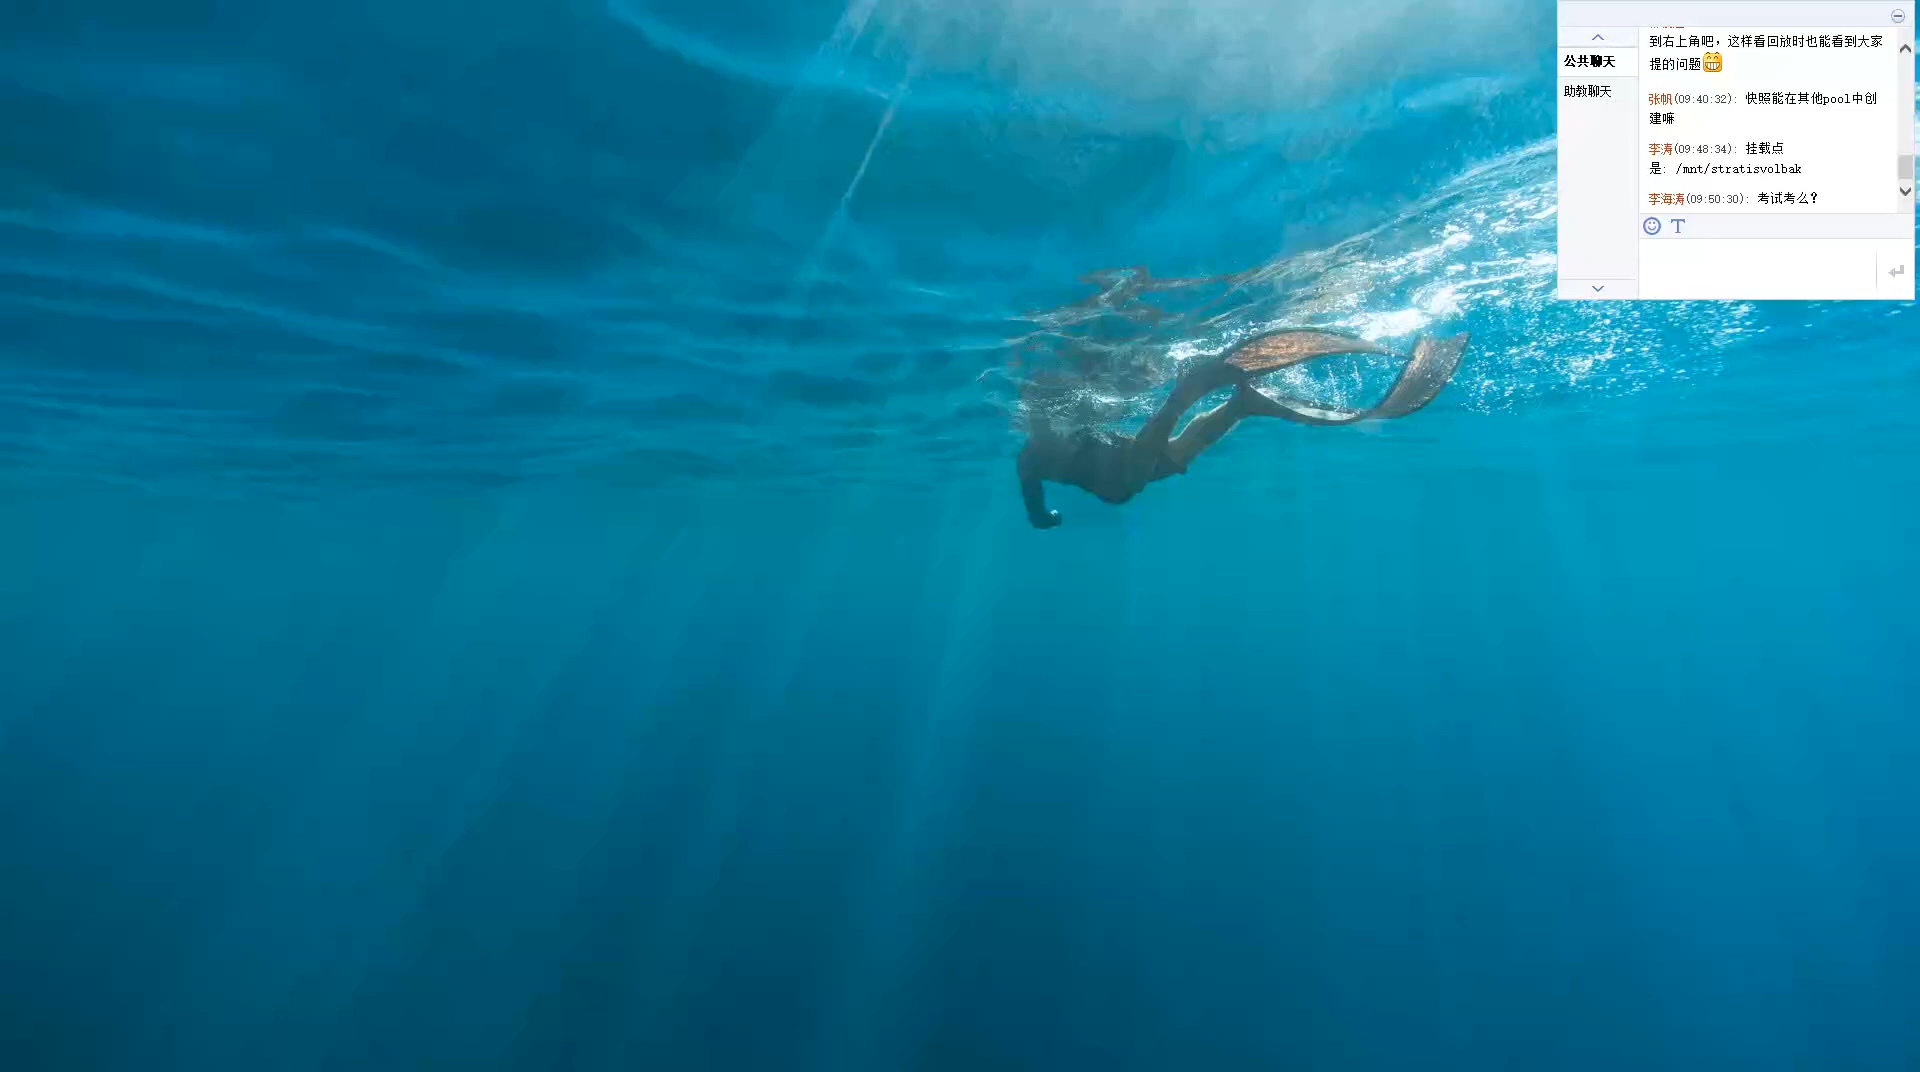 公共聊天
助教聊天
到右上角吧，这样看回放时也能看到大家
提的问题
张帆(09:40:32): 快照能在其他pool中创
建嘛
李涛(09:48:34): 挂载点
是: /mnt/stratisvolbak
李海涛(09:50:30): 考试考么?
T